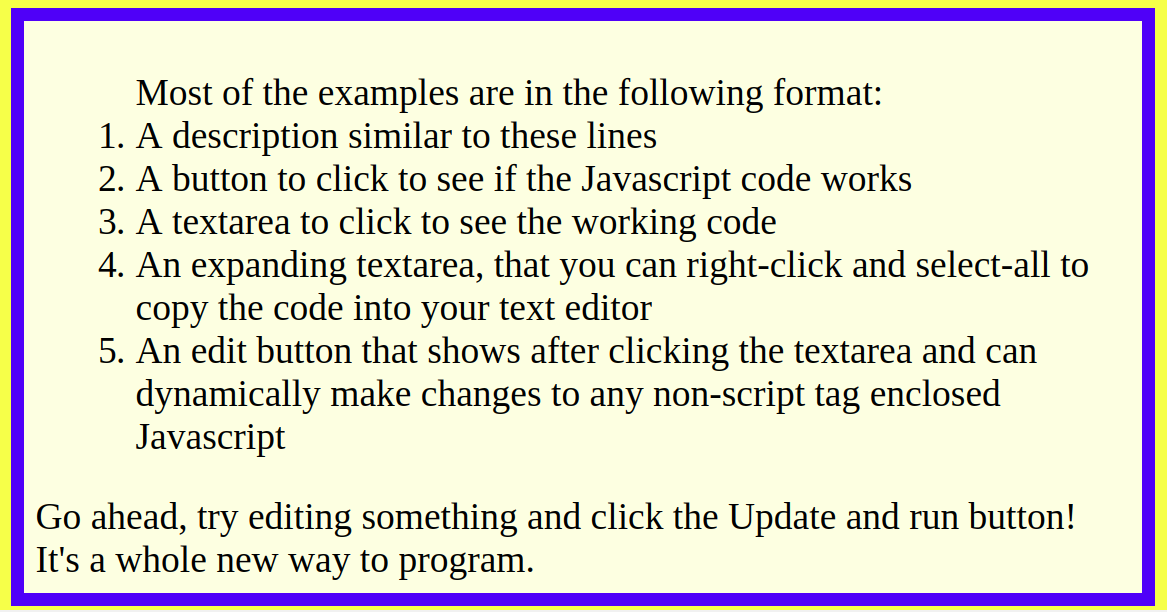 Most of the examples are in the following format:
1. A description similar to these lines
2. A button to click to see if the Javascript code works
3. A textarea to click to see the working code
4. An expanding textarea, that you can right-click and select-all to
copy the code into your text editor
5. An edit button that shows after clicking the textarea and can
dynamically make changes to any non-script tag enclosed
Javascript
Go ahead, try editing something and click the Update and run button!
It's a whole new way to program.